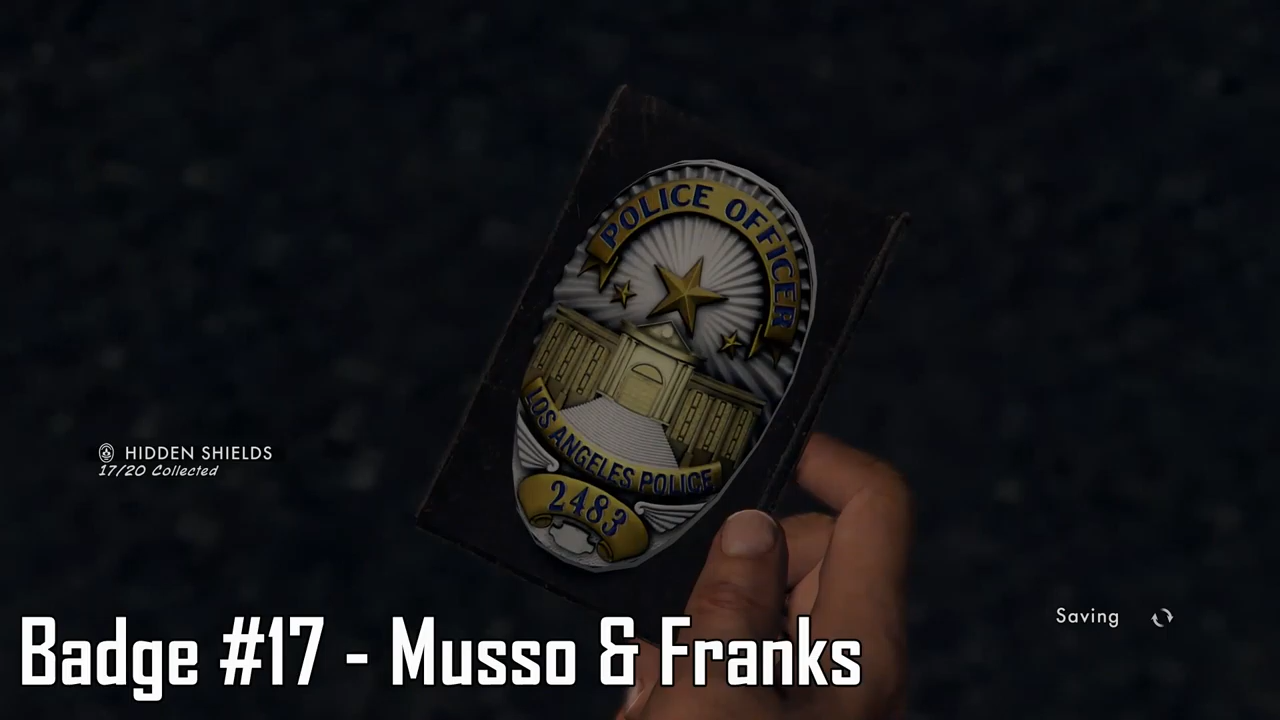 POLICE OFFICER
LOS ANGELES POLICE
2483
HIDDEN SHIELDS
17/20 Collected
Saving
Badge #17 - Musso & Franks